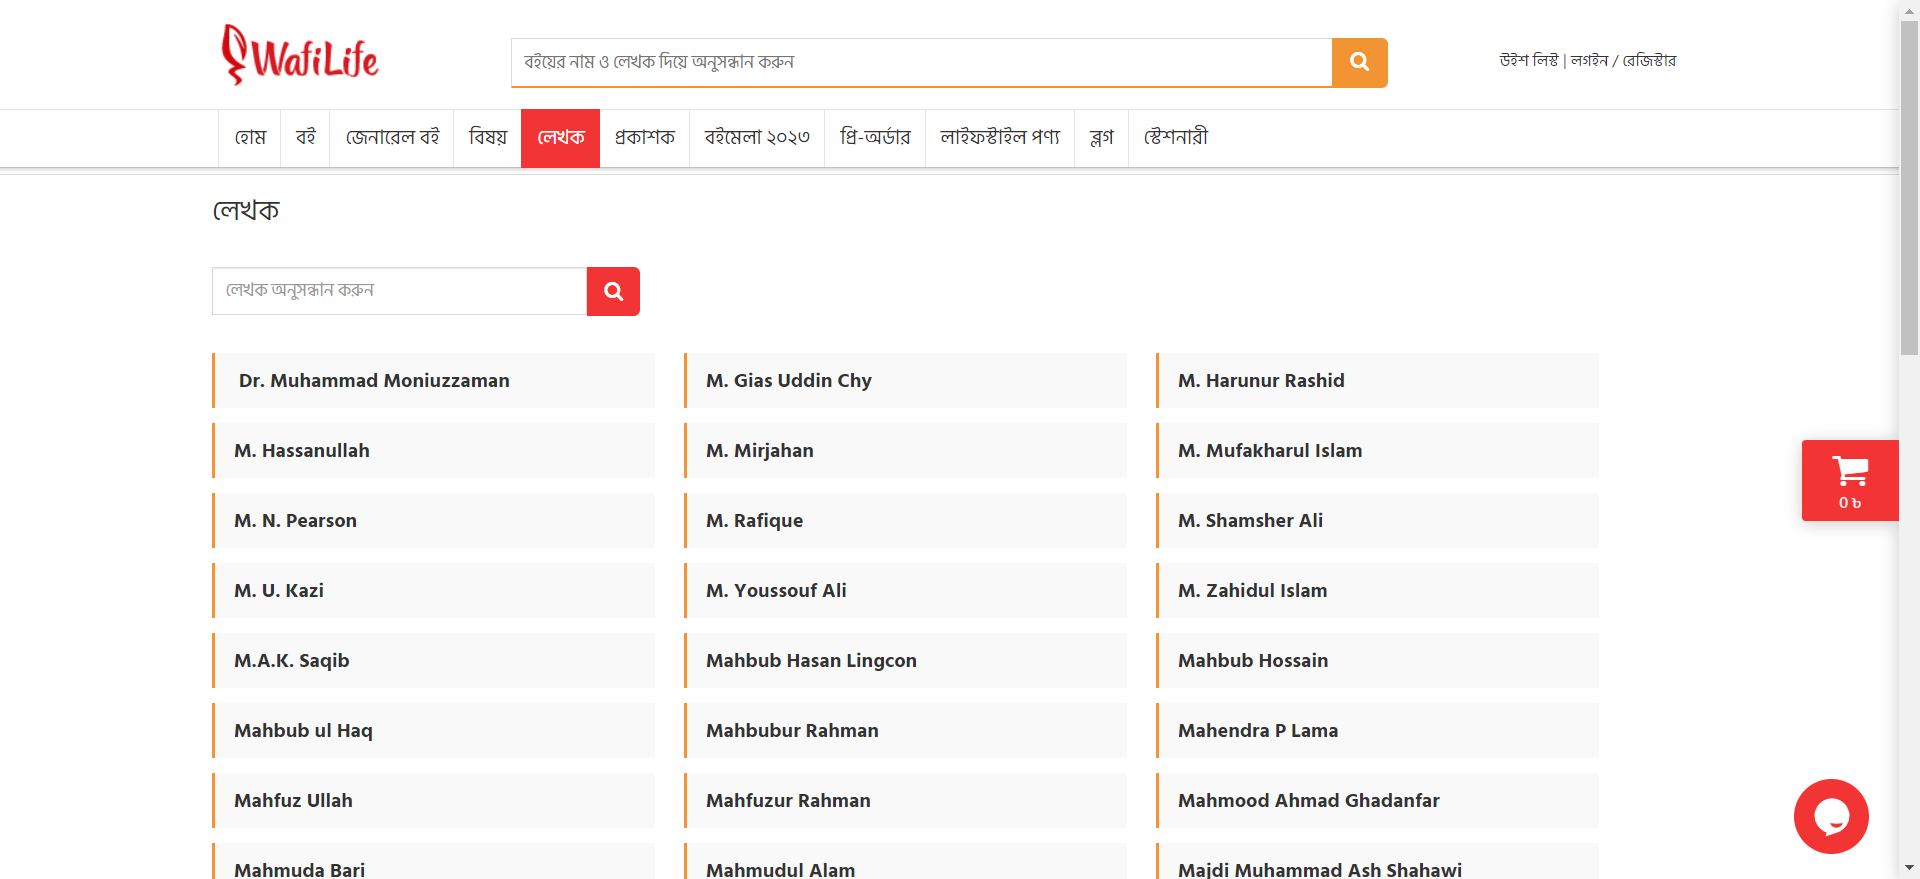 WafiLife
বইয়ের নাম ও লেখক দিয়ে অনুসন্ধান করুন
উইশ লিস্ট | লগইন / রেজিস্টার
হোম বই জেনারেল বই বিষয় লেখক প্রকাশক বইমেলা ২০২৩ প্রি-অর্ডার লাইফস্টাইল পণ্য ব্লগ স্টেশনারী
লেখক
লেখক অনুসন্ধান করুন
Dr. Muhammad Moniuzzaman M. Gias Uddin Chy M. Harunur Rashid
M. Hassanullah M. Mirjahan M. Mufakharul Islam
M. N. Pearson M. Rafique M. Shamsher Ali
0 ৳
M. U. Kazi M. Youssouf Ali M. Zahidul Islam
M.A.K. Saqib Mahbub Hasan Lingcon Mahbub Hossain
Mahbub ul Haq Mahbubur Rahman Mahendra P Lama
Mahfuz Ullah Mahfuzur Rahman Mahmood Ahmad Ghadanfar
Mahmuda Bari Mahmudul Alam Majdi Muhammad Ash Shahawi